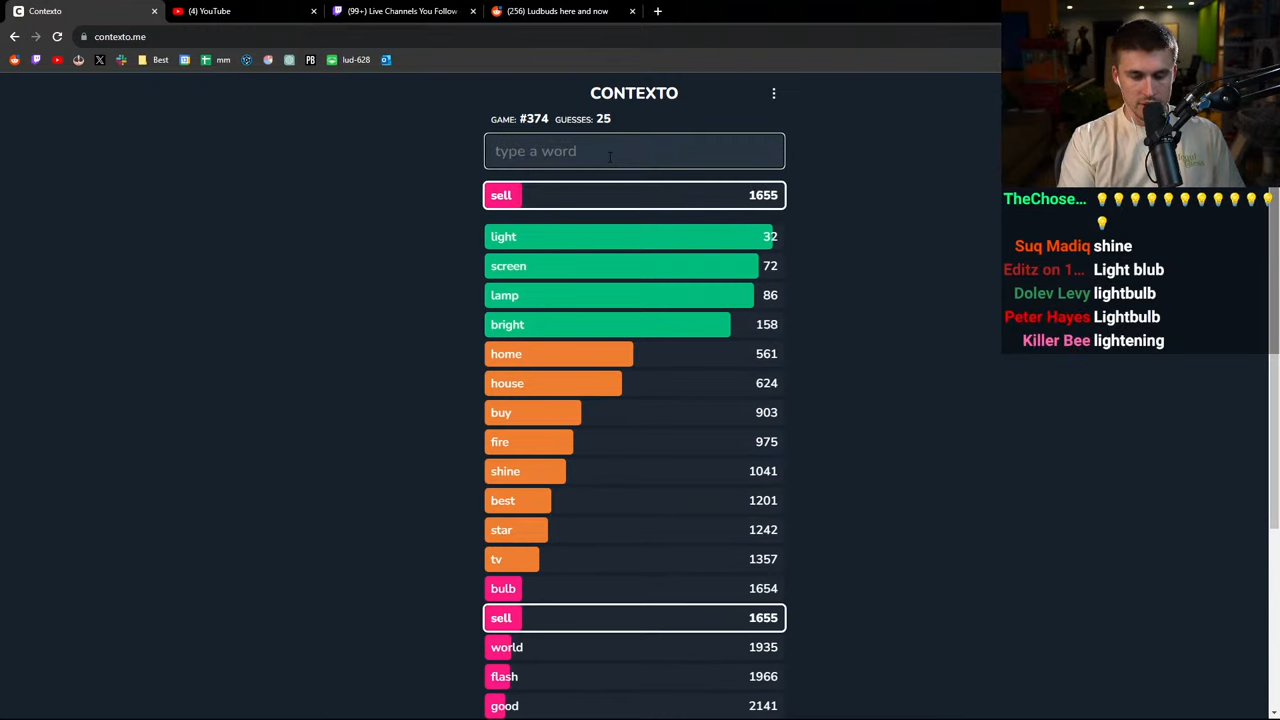 Contexto
(4) YouTube
(99+) Live Channels You Follow
(256) Ludbuds here and now
contexto.me
Best
mm
PB
lud-628
CONTEXTO
GAME: #374 GUESSES: 25
type a word
sell 1655
light 32
screen 72
lamp 86
bright 158
home 561
house 624
buy 903
fire 975
shine 1041
best 1201
star 1242
tv 1357
bulb 1654
sell 1655
world 1935
flash 1966
good 2141
TheChose…
Suq Madiq shine
Editz on 1… Light blub
Dolev Levy lightbulb
Peter Hayes Lightbulb
Killer Bee lightening